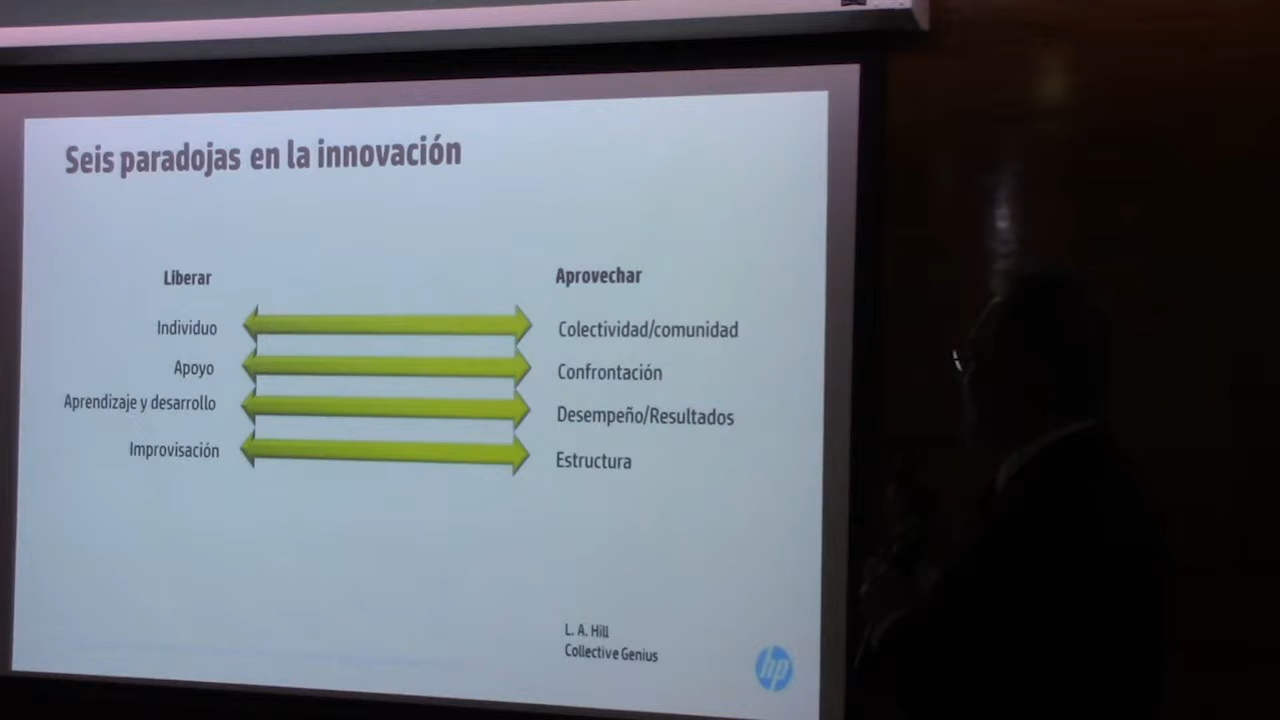 Seis paradojas en la innovación
Liberar Aprovechar
Individuo Colectividad/comunidad
Apoyo Confrontación
Aprendizaje y desarrollo Desempeño/Resultados
Improvisación Estructura
L. A. Hill
Collective Genius
hp